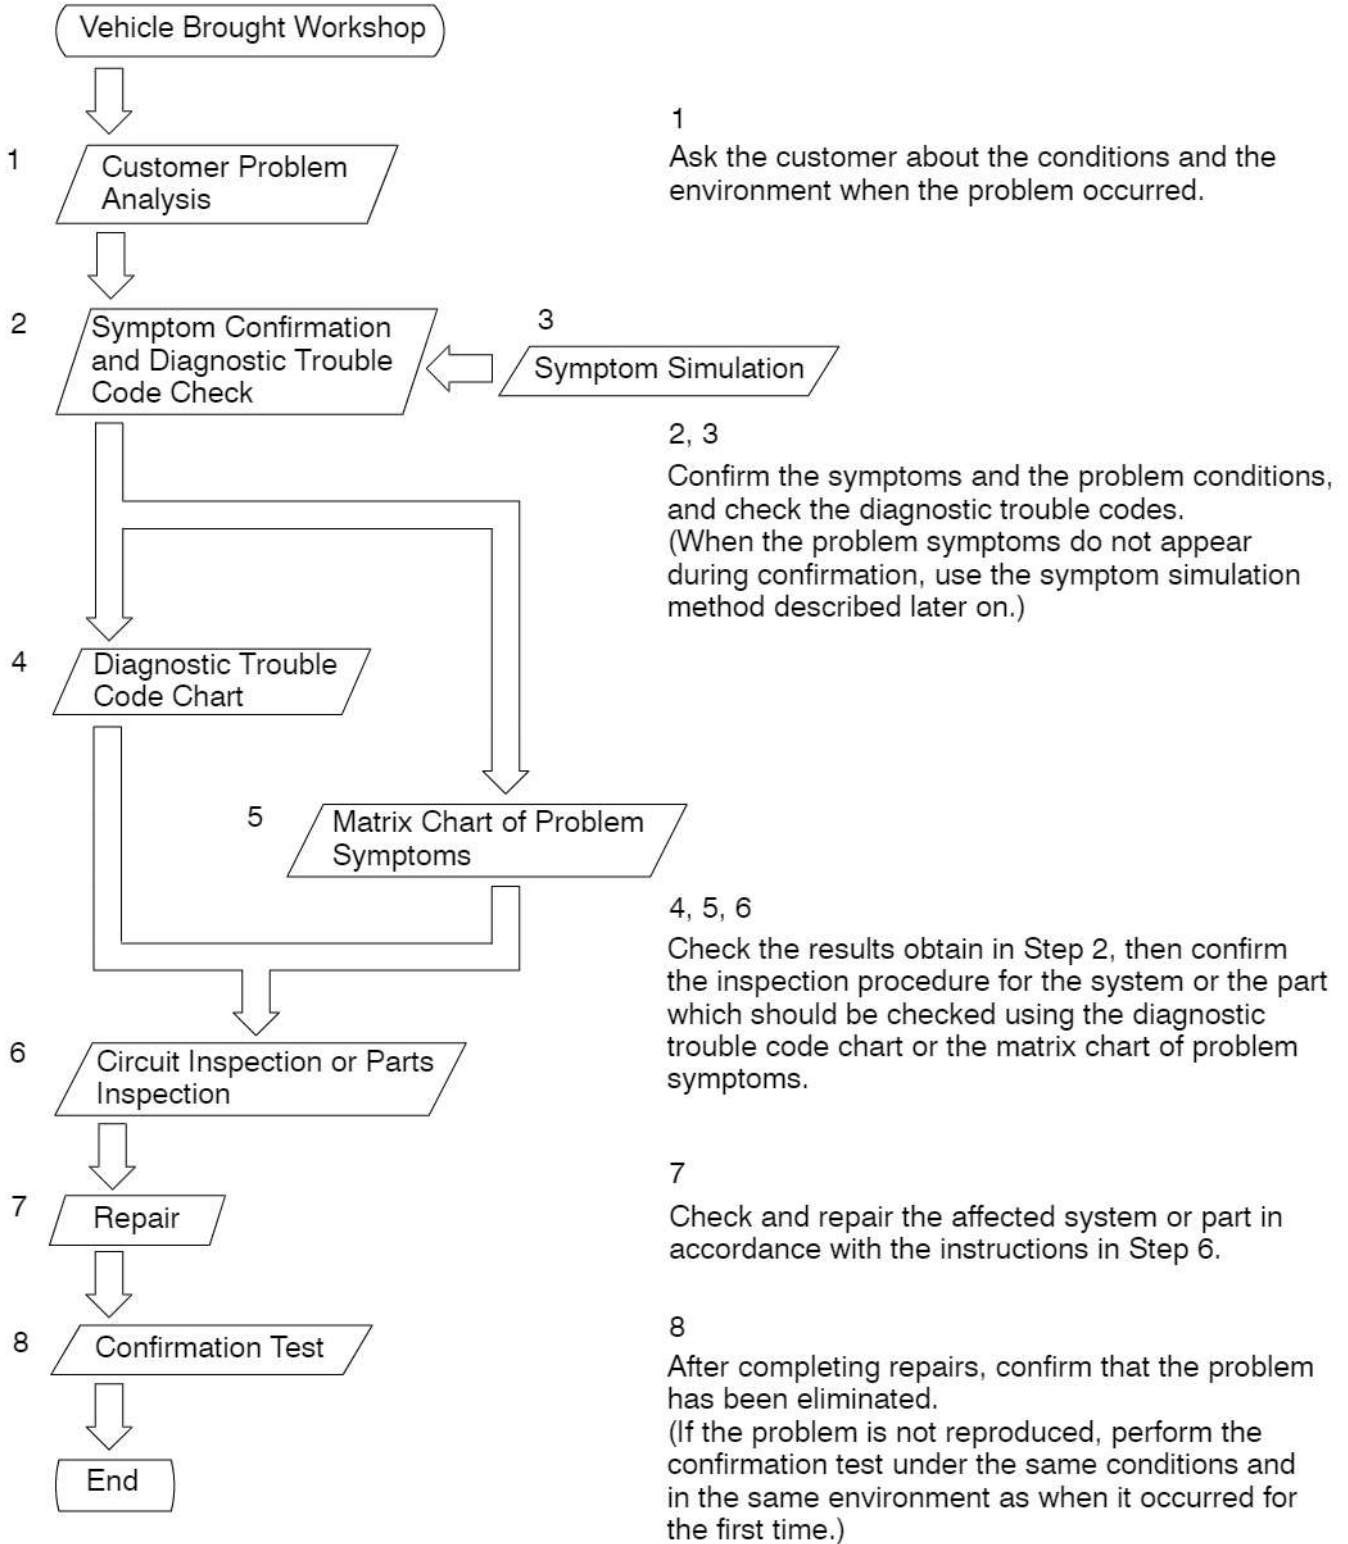 Vehicle Brought Workshop
1
Customer Problem
Analysis
1
Ask the customer about the conditions and the
environment when the problem occurred.
2
Symptom Confirmation
and Diagnostic Trouble
Code Check
3
Symptom Simulation
2, 3
Confirm the symptoms and the problem conditions,
and check the diagnostic trouble codes.
(When the problem symptoms do not appear
during confirmation, use the symptom simulation
method described later on.)
4
Diagnostic Trouble
Code Chart
5
Matrix Chart of Problem
Symptoms
4, 5, 6
Check the results obtain in Step 2, then confirm
the inspection procedure for the system or the part
which should be checked using the diagnostic
trouble code chart or the matrix chart of problem
symptoms.
6
Circuit Inspection or Parts
Inspection
7
Repair
7
Check and repair the affected system or part in
accordance with the instructions in Step 6.
8
Confirmation Test
8
After completing repairs, confirm that the problem
has been eliminated.
(If the problem is not reproduced, perform the
confirmation test under the same conditions and
in the same environment as when it occurred for
the first time.)
End